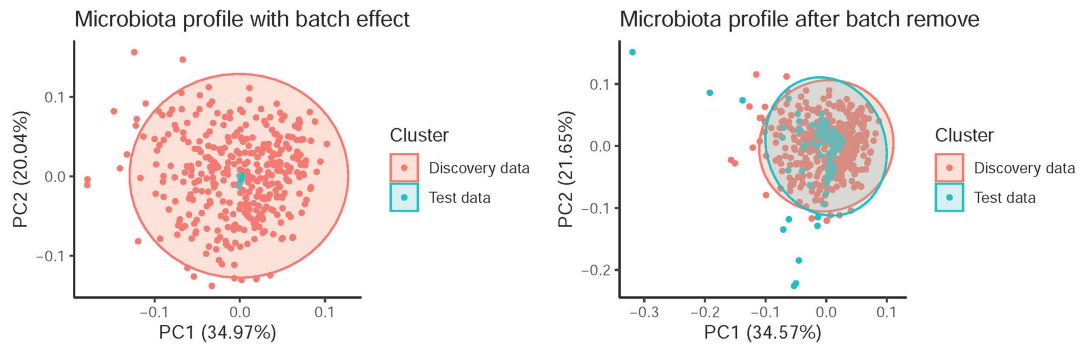 Microbiota profile with batch effect
0.1
0.0
−0.1
PC2 (20.04%)
−0.1
0.0
0.1
PC1 (34.97%)
Cluster
Discovery data
Test data
Microbiota profile after batch remove
0.1
0.0
−0.1
−0.2
PC2 (21.65%)
−0.3
−0.2
−0.1
0.0
0.1
PC1 (34.57%)
Cluster
Discovery data
Test data